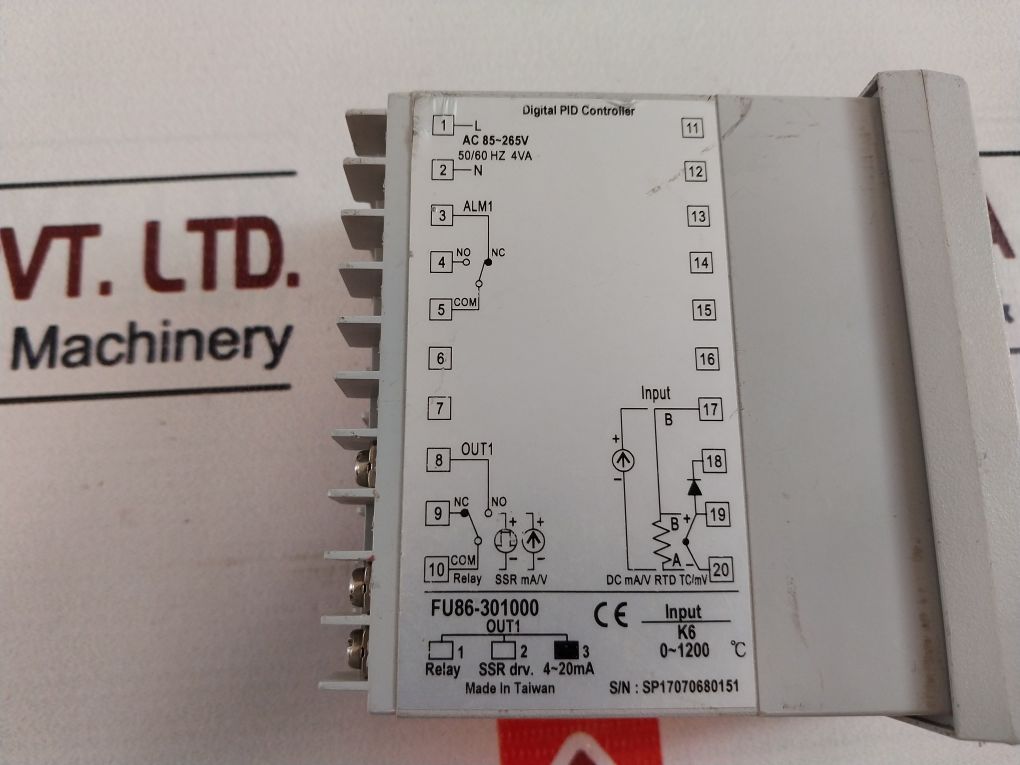 VT. LTD.
Machinery
Digital PID Controller
1 L
AC 85~265V
50/60 HZ 4VA
2 N
3 ALM1
4 NO NC
5 COM
6
7
8 OUT1
9 NC NO
10 COM
Relay SSR mA/V
+ +
- -
11
12
13
14
15
16
Input
17
B
+
-
18
19
B +
A -
20
DC mA/V RTD TC/mV
FU86-301000
OUT1
1 2 3
Relay SSR drv. 4~20mA
Made In Taiwan
CE
Input
K6
0~1200 ℃
S/N : SP17070680151